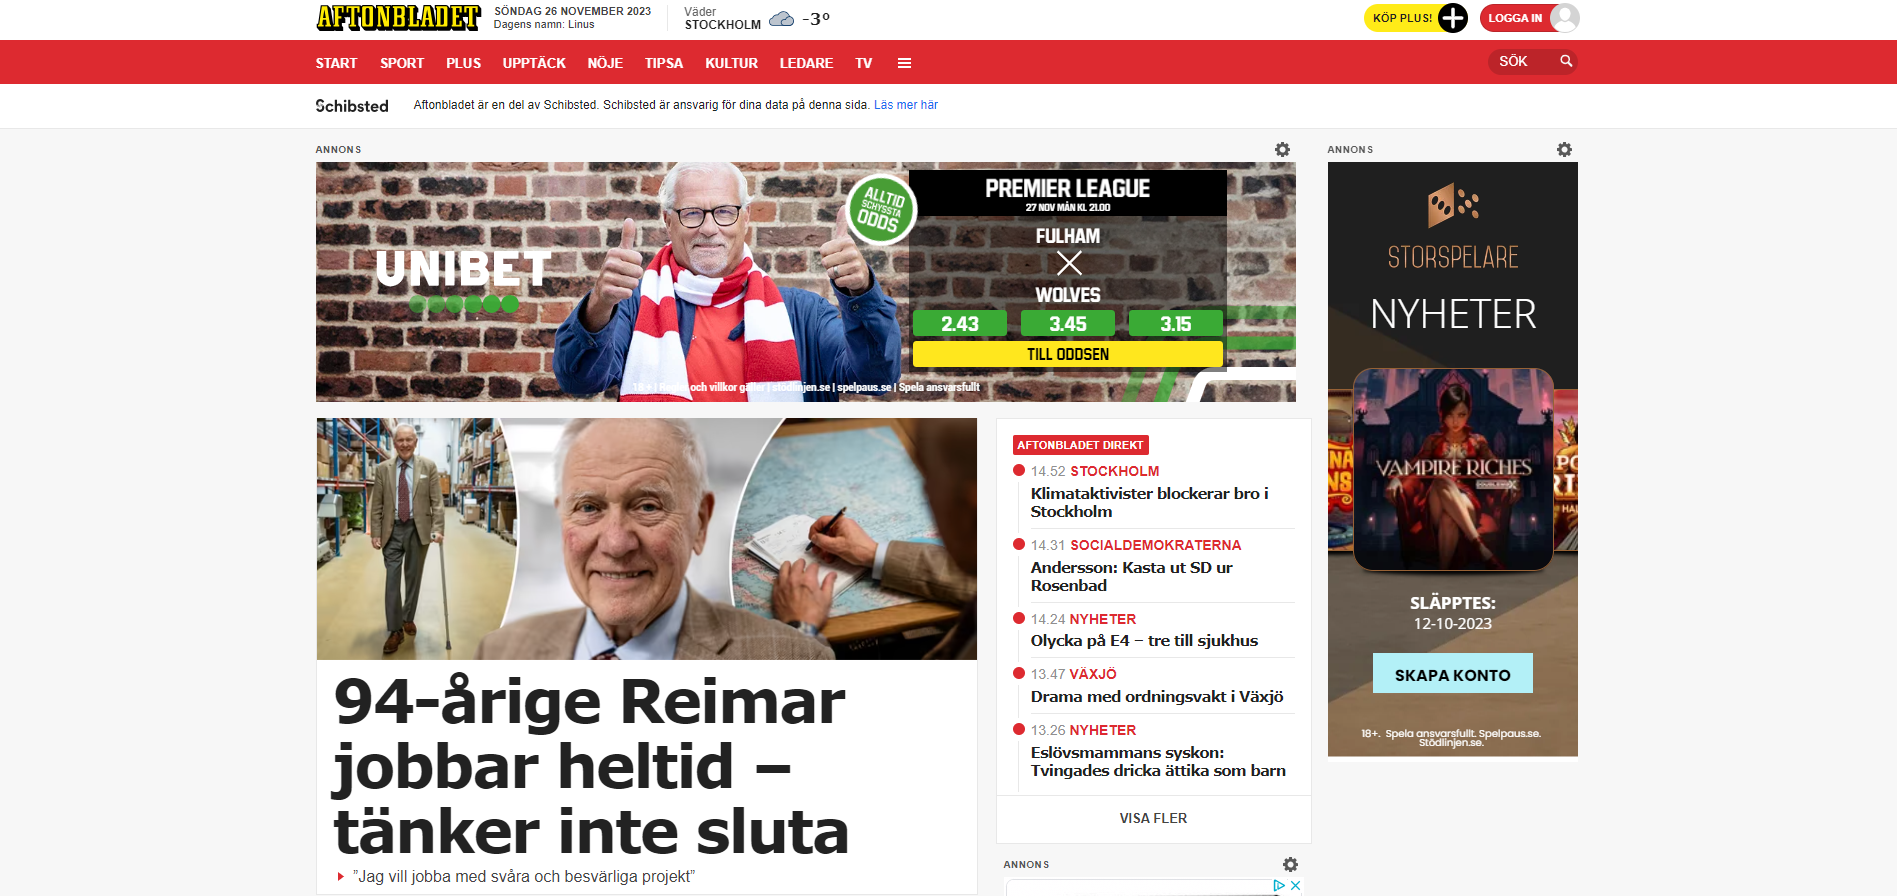 AFTONBLADET
SÖNDAG 26 NOVEMBER 2023
Dagens namn: Linus
Väder
STOCKHOLM
-3°
KÖP PLUS!
LOGGA IN
START SPORT PLUS UPPTÄCK NÖJE TIPSA KULTUR LEDARE TV
SÖK
Schibsted
Aftonbladet är en del av Schibsted. Schibsted är ansvarig för dina data på denna sida. Läs mer här
ANNONS
UNIBET
ALLTID
SCHYSSTA
ODDS
PREMIER LEAGUE
27 NOV MÅN KL 21.00
FULHAM
WOLVES
2.43 3.45 3.15
TILL ODDSEN
18+ | Regler och villkor gäller | stödlinjen.se | spelpaus.se | Spela ansvarsfullt
94-årige Reimar
jobbar heltid –
tänker inte sluta
”Jag vill jobba med svåra och besvärliga projekt”
AFTONBLADET DIREKT
14.52 STOCKHOLM
Klimataktivister blockerar bro i
Stockholm
14.31 SOCIALDEMOKRATERNA
Andersson: Kasta ut SD ur
Rosenbad
14.24 NYHETER
Olycka på E4 – tre till sjukhus
13.47 VÄXJÖ
Drama med ordningsvakt i Växjö
13.26 NYHETER
Eslövsmammans syskon:
Tvingades dricka ättika som barn
VISA FLER
ANNONS
ANNONS
STORSPELARE
NYHETER
VAMPIRE RICHES
SLÄPPTES:
12-10-2023
SKAPA KONTO
18+. Spela ansvarsfullt. Spelpaus.se.
Stödlinjen.se.